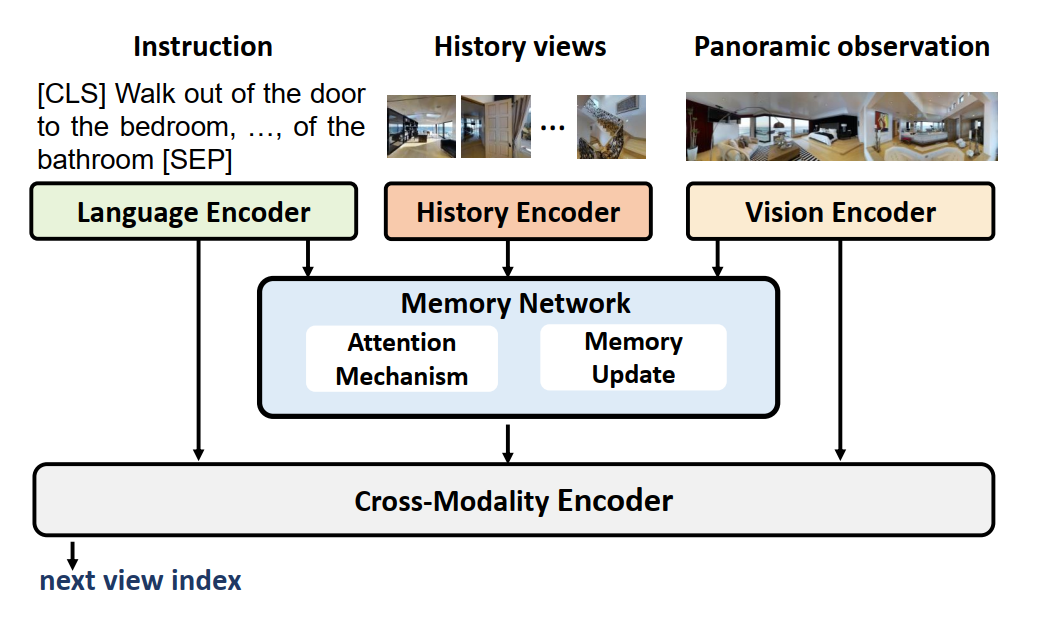 Instruction
History views
Panoramic observation
[CLS] Walk out of the door
to the bedroom, …, of the
bathroom [SEP]
...
Language Encoder
History Encoder
Vision Encoder
Memory Network
Attention
Mechanism
Memory
Update
Cross-Modality Encoder
next view index